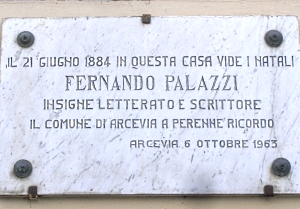 IL 21 GIUGNO 1884 IN QUESTA CASA VIDE I NATALI
FERNANDO PALAZZI
INSIGNE LETTERATO E SCRITTORE
IL COMUNE DI ARCEVIA A PERENNE RICORDO
ARCEVIA 6 OTTOBRE 1963